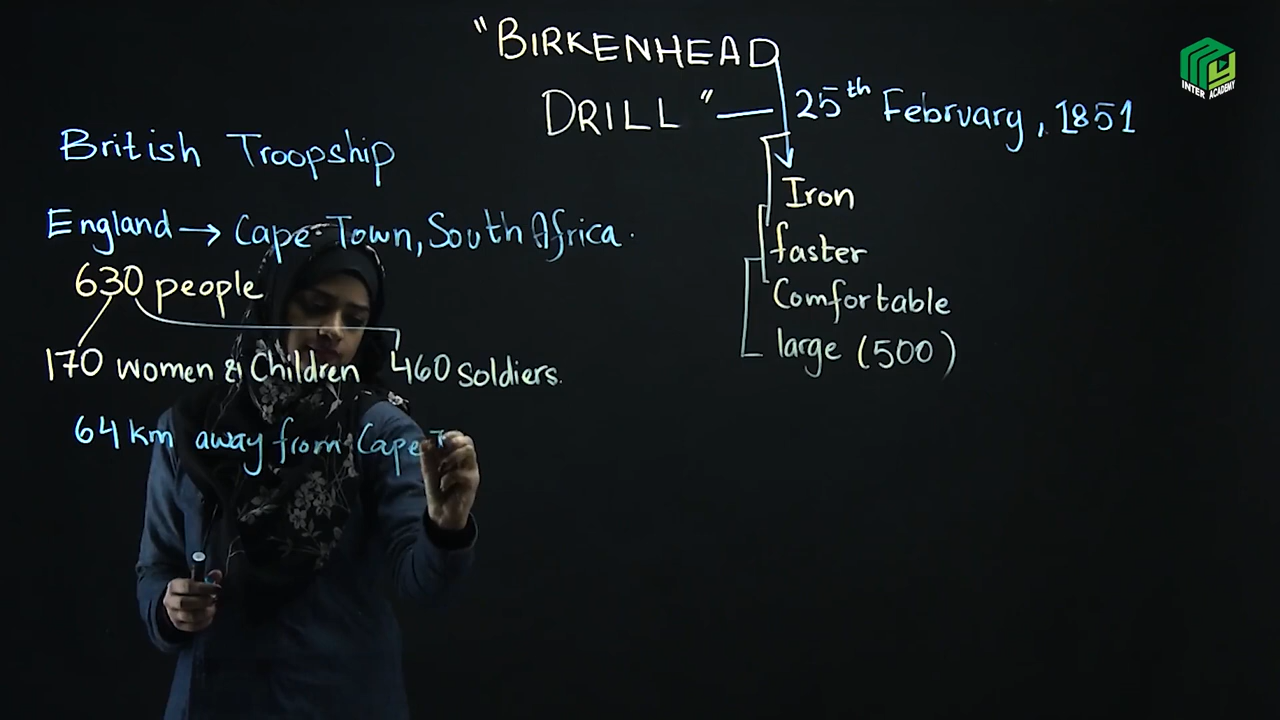 "BIRKENHEAD
DRILL" — 25th February, 1851
British Troopship
England → Cape Town, South Africa.
630 people
170 women & Children 460 soldiers.
64 km away from Cape T
Iron
faster
Comfortable
large (500)
INTER ACADEMY